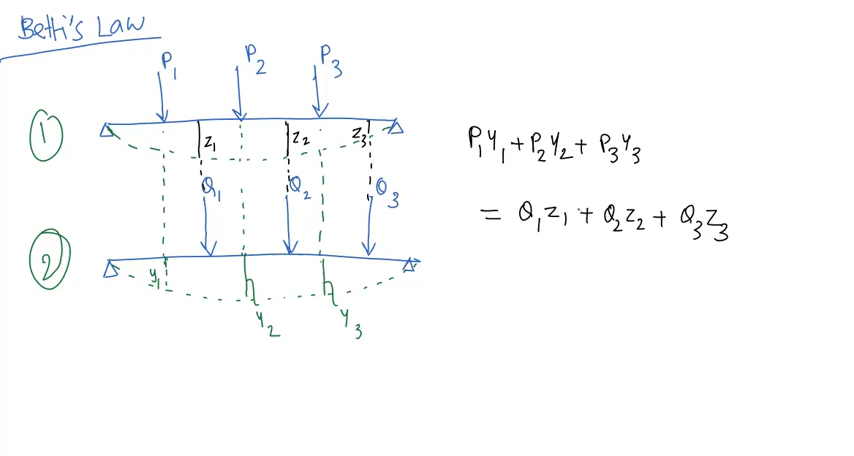 Betti's Law
P1 P2 P3
1
z1 z2 z3
Q1 Q2 Q3
2
y1
y2 y3
P1y1 + P2y2 + P3y3
= Q1z1 + Q2z2 + Q3z3